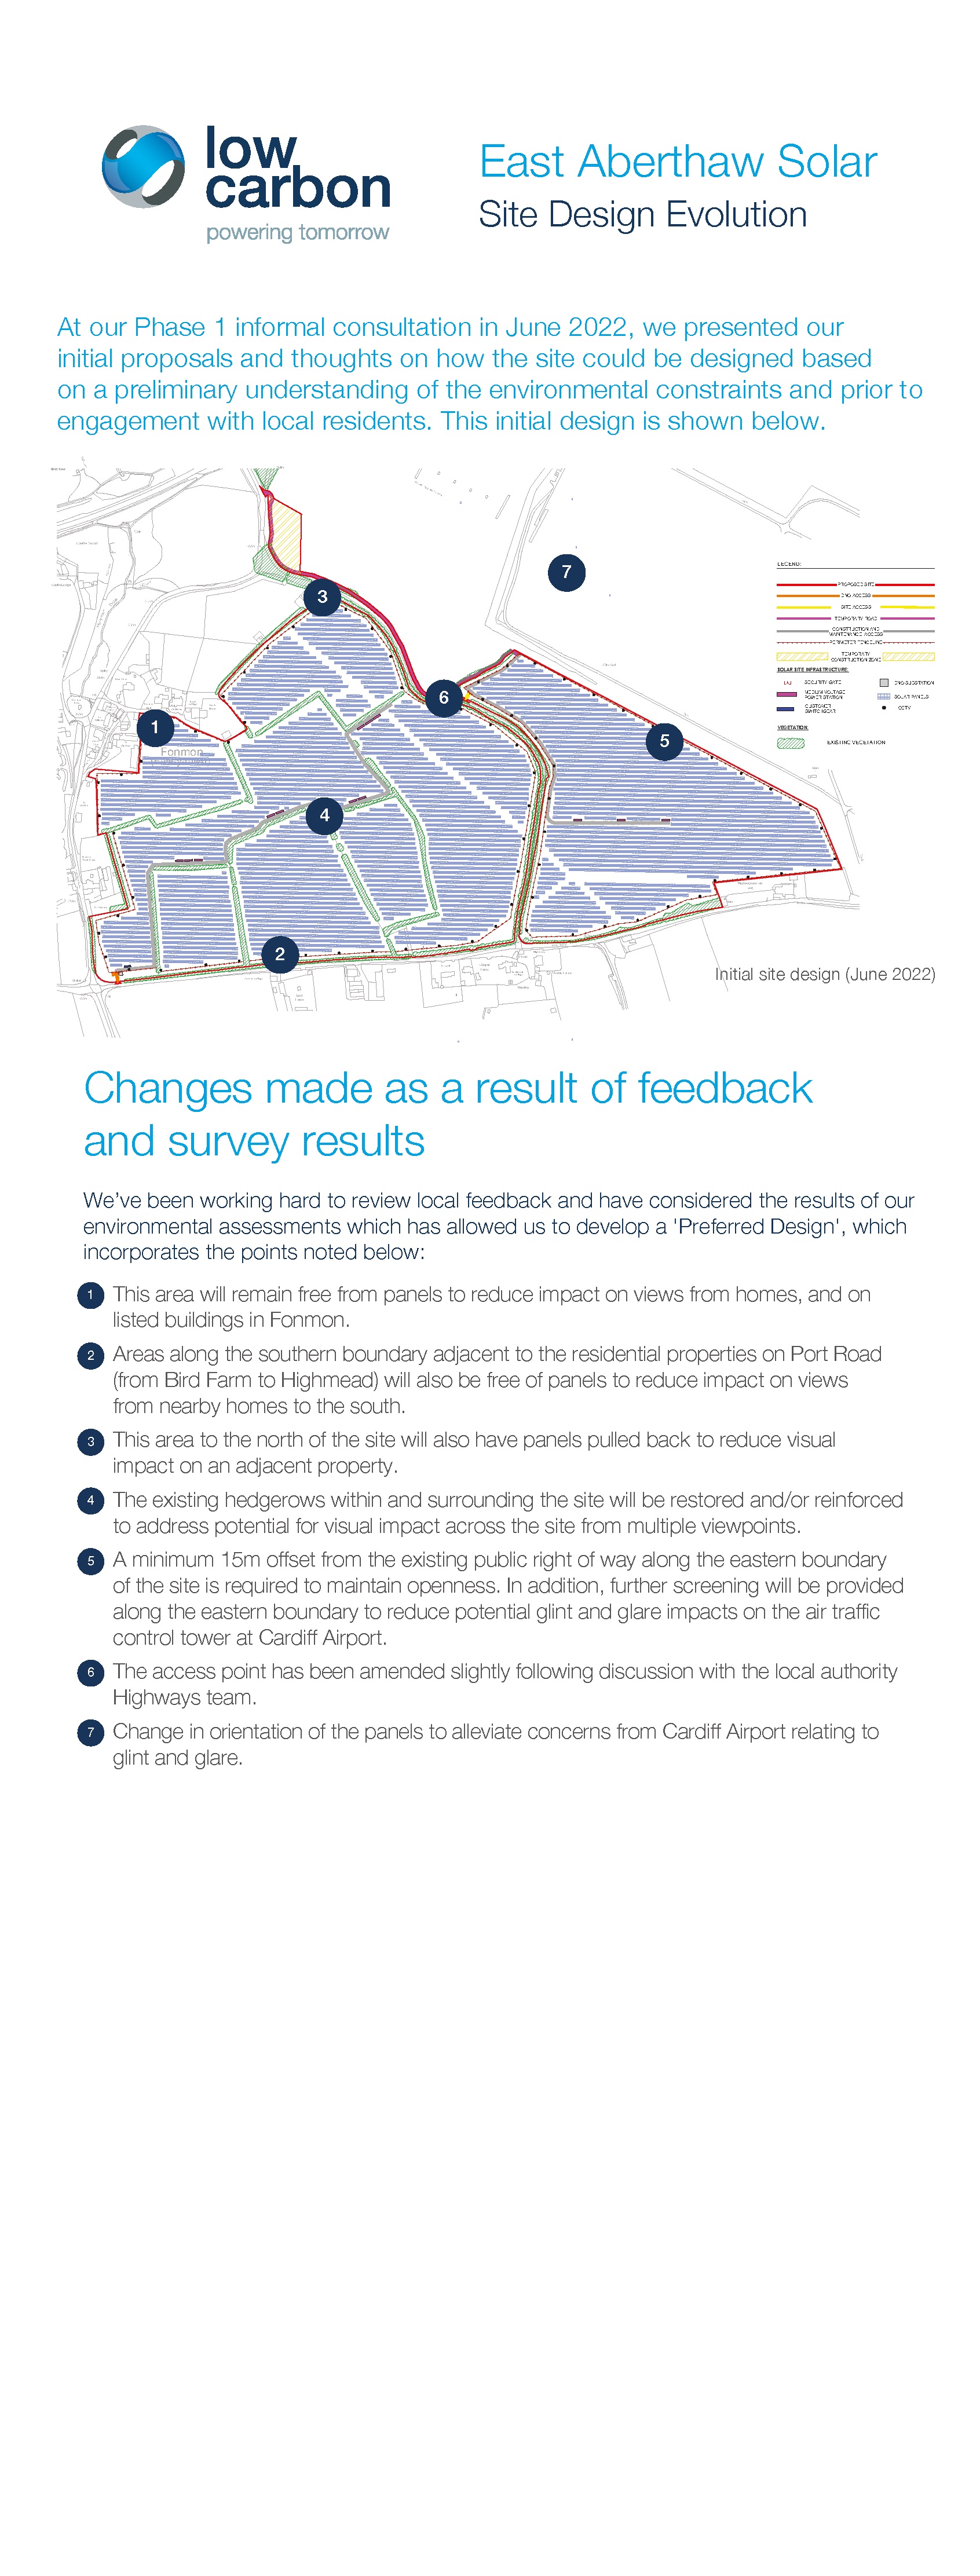 low
carbon
powering tomorrow
East Aberthaw Solar
Site Design Evolution
At our Phase 1 informal consultation in June 2022, we presented our
initial proposals and thoughts on how the site could be designed based
on a preliminary understanding of the environmental constraints and prior to
engagement with local residents. This initial design is shown below.
7
3
6
1
5
4
2
Fonmon
LEGEND:
PROPOSED SITE
DNO ACCESS
SITE ACCESS
TEMPORARY ROAD
CONSTRUCTION AND
MAINTENANCE ACCESS
PERIMETER FENCELINE
TEMPORATY
CONSTRUCTION ZONE
SOLAR SITE INFRASTRUCTURE:
SECURITY GATE
DNO SUBSTATION
MEDIUM VOLTAGE
POWER STATION
SOLAR PANELS
CUSTOMER
SWITCHGEAR
CCTV
VEGETATION:
EXISTING VEGETATION
Initial site design (June 2022)
Changes made as a result of feedback
and survey results
We've been working hard to review local feedback and have considered the results of our
environmental assessments which has allowed us to develop a 'Preferred Design', which
incorporates the points noted below:
1 This area will remain free from panels to reduce impact on views from homes, and on
listed buildings in Fonmon.
2 Areas along the southern boundary adjacent to the residential properties on Port Road
(from Bird Farm to Highmead) will also be free of panels to reduce impact on views
from nearby homes to the south.
3 This area to the north of the site will also have panels pulled back to reduce visual
impact on an adjacent property.
4 The existing hedgerows within and surrounding the site will be restored and/or reinforced
to address potential for visual impact across the site from multiple viewpoints.
5 A minimum 15m offset from the existing public right of way along the eastern boundary
of the site is required to maintain openness. In addition, further screening will be provided
along the eastern boundary to reduce potential glint and glare impacts on the air traffic
control tower at Cardiff Airport.
6 The access point has been amended slightly following discussion with the local authority
Highways team.
7 Change in orientation of the panels to alleviate concerns from Cardiff Airport relating to
glint and glare.